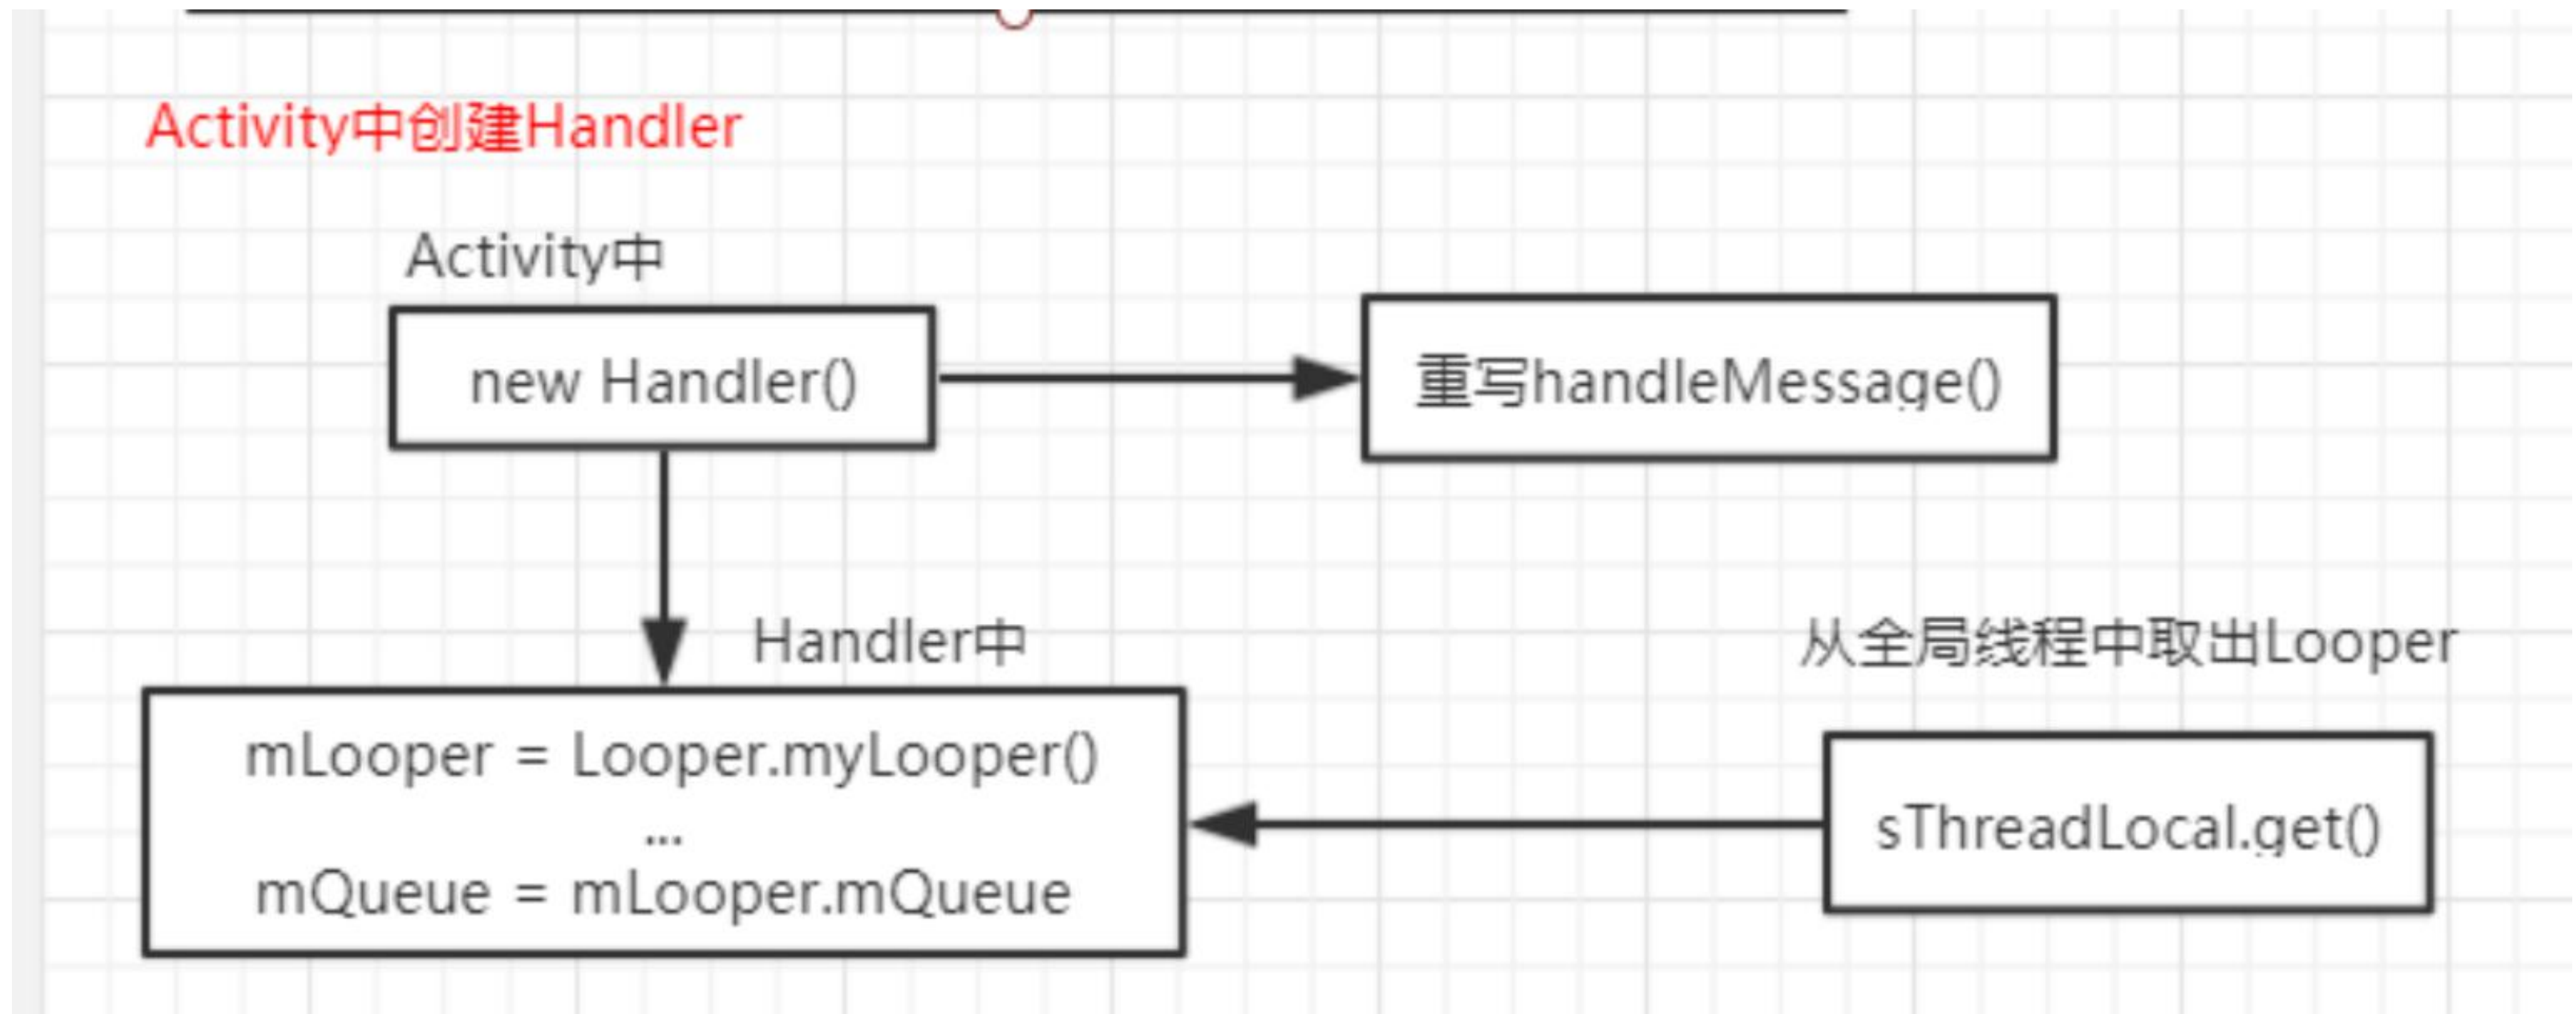 Activity中创建Handler
Activity中
new Handler()
重写handleMessage()
Handler中
从全局线程中取出Looper
mLooper = Looper.myLooper()
...
mQueue = mLooper.mQueue
sThreadLocal.get()